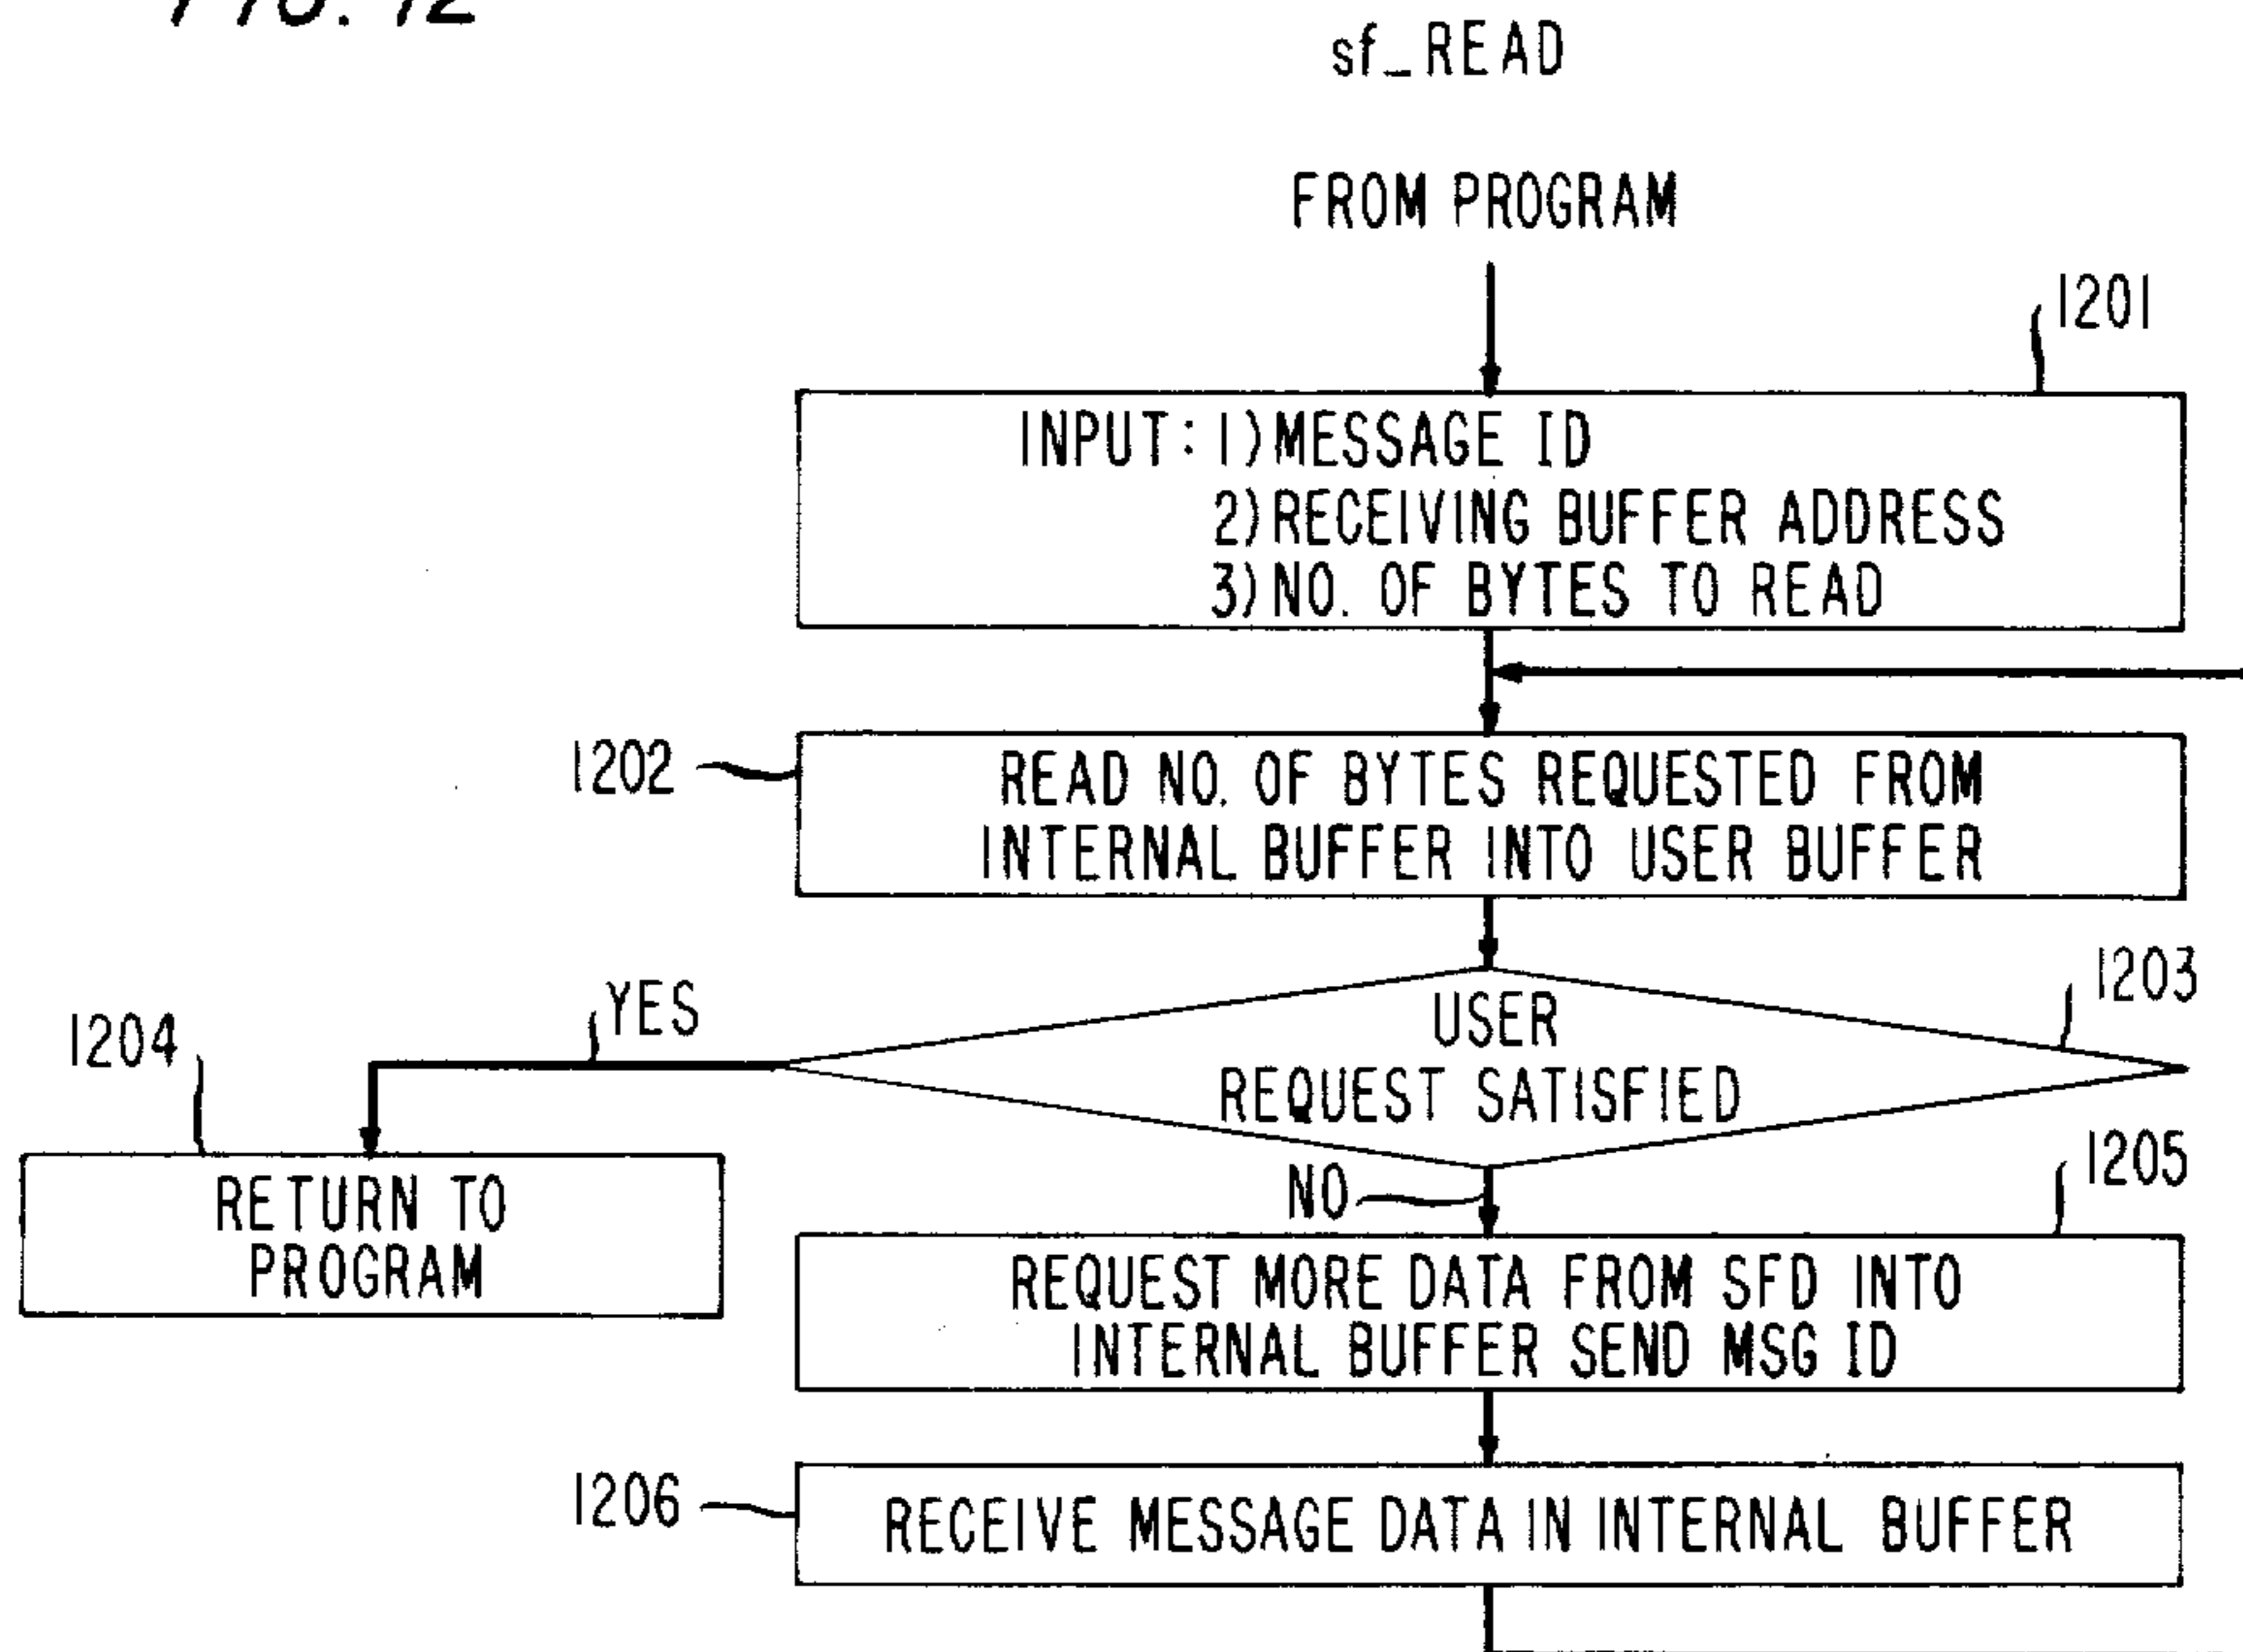 FIG. 12
sf_READ
FROM PROGRAM
1201
INPUT: 1) MESSAGE ID
2) RECEIVING BUFFER ADDRESS
3) NO. OF BYTES TO READ
1202
READ NO. OF BYTES REQUESTED FROM
INTERNAL BUFFER INTO USER BUFFER
1203
USER
REQUEST SATISFIED
YES
1204
RETURN TO
PROGRAM
NO
1205
REQUEST MORE DATA FROM SFD INTO
INTERNAL BUFFER SEND MSG ID
1206
RECEIVE MESSAGE DATA IN INTERNAL BUFFER